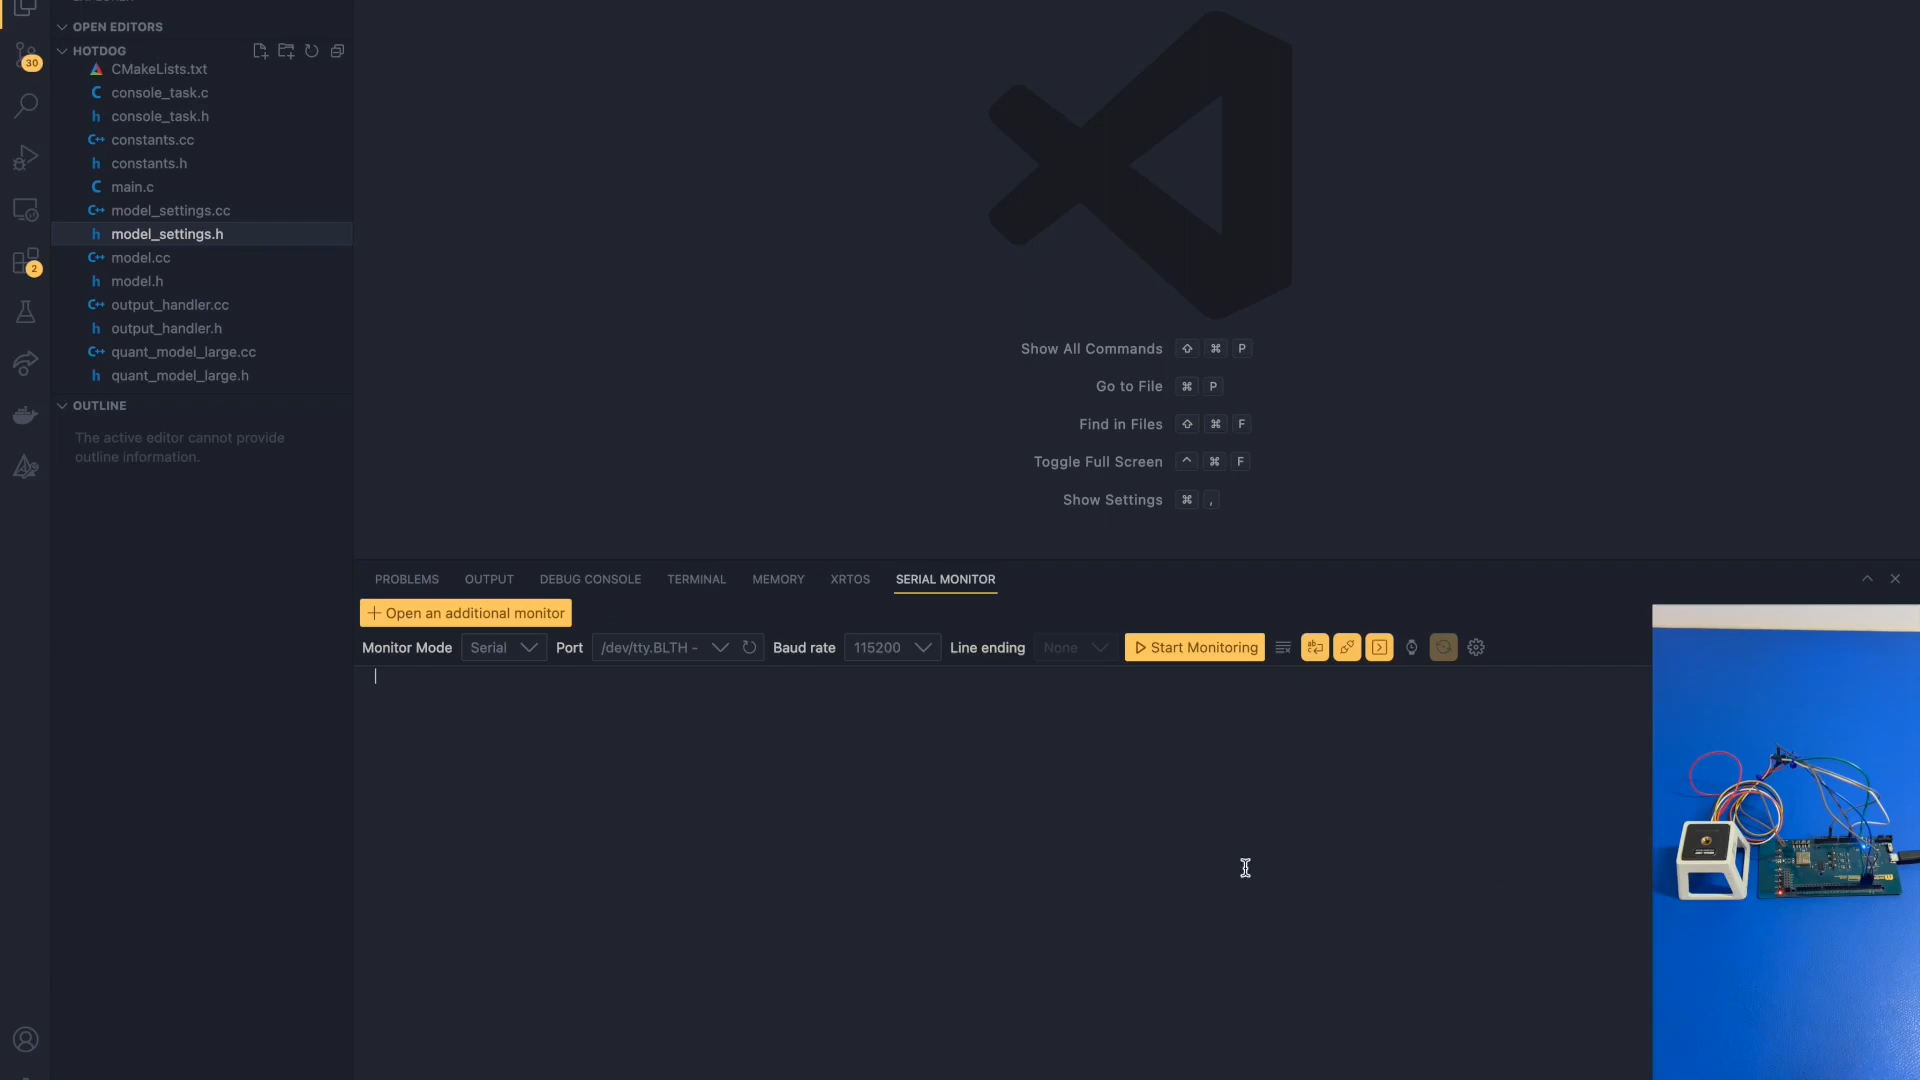 OPEN EDITORS
HOTDOG
CMakeLists.txt
console_task.c
console_task.h
constants.cc
constants.h
main.c
model_settings.cc
model_settings.h
model.cc
model.h
output_handler.cc
output_handler.h
quant_model_large.cc
quant_model_large.h
OUTLINE
The active editor cannot provide
outline information.
30
2
Show All Commands ⇧ ⌘ P
Go to File ⌘ P
Find in Files ⇧ ⌘ F
Toggle Full Screen ^ ⌘ F
Show Settings ⌘ ,
PROBLEMS OUTPUT DEBUG CONSOLE TERMINAL MEMORY XRTOS SERIAL MONITOR
+ Open an additional monitor
Monitor Mode Serial Port /dev/tty.BLTH - Baud rate 115200 Line ending None Start Monitoring